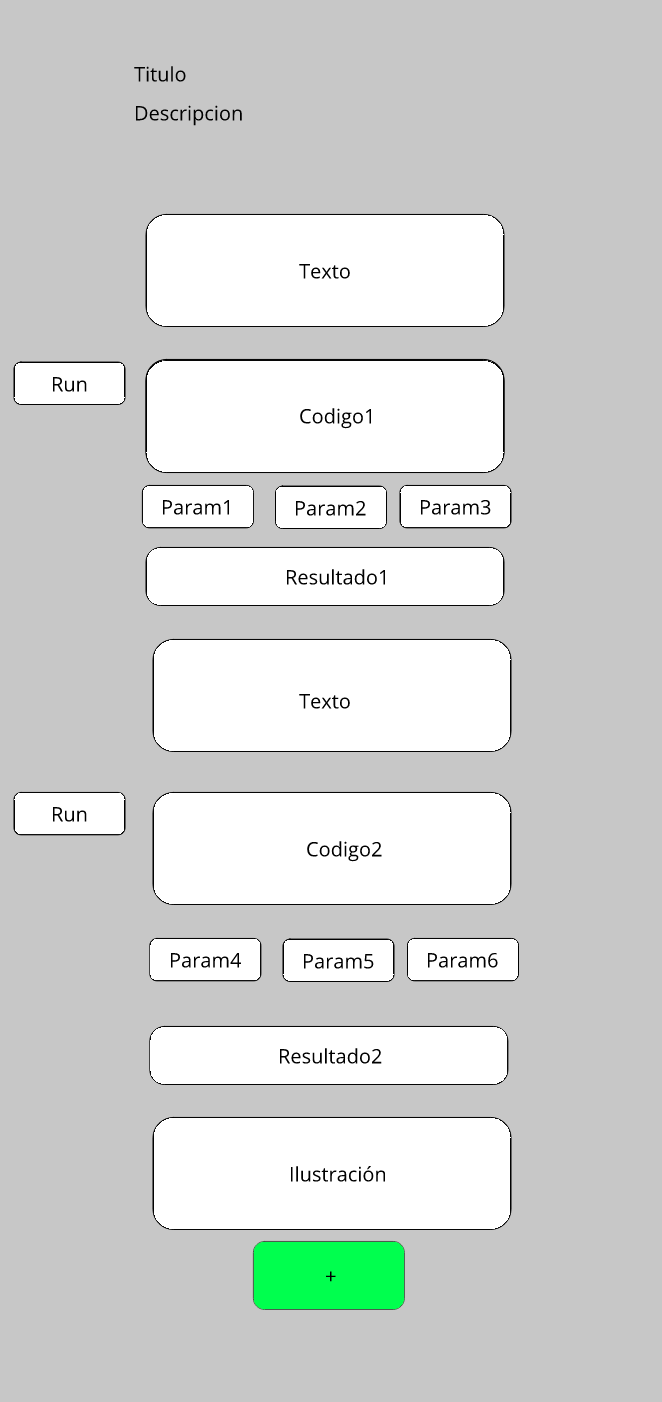 Titulo
Descripcion
Texto
Run
Codigo1
Param1
Param2
Param3
Resultado1
Texto
Run
Codigo2
Param4
Param5
Param6
Resultado2
Ilustración
+